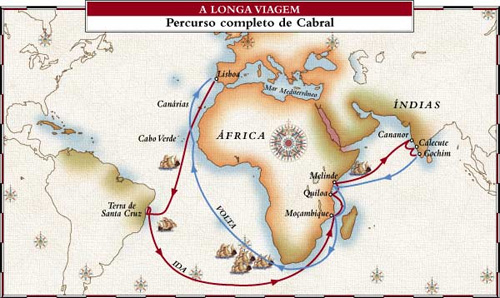 A LONGA VIAGEM
Percurso completo de Cabral
Lisboa
Mar Mediterrâneo
Canárias
ÍNDIAS
Cabo Verde
ÁFRICA
Cananor
Calecute
Cochim
Melinde
Quiloa
Terra de
Santa Cruz
VOLTA
Moçambique
IDA